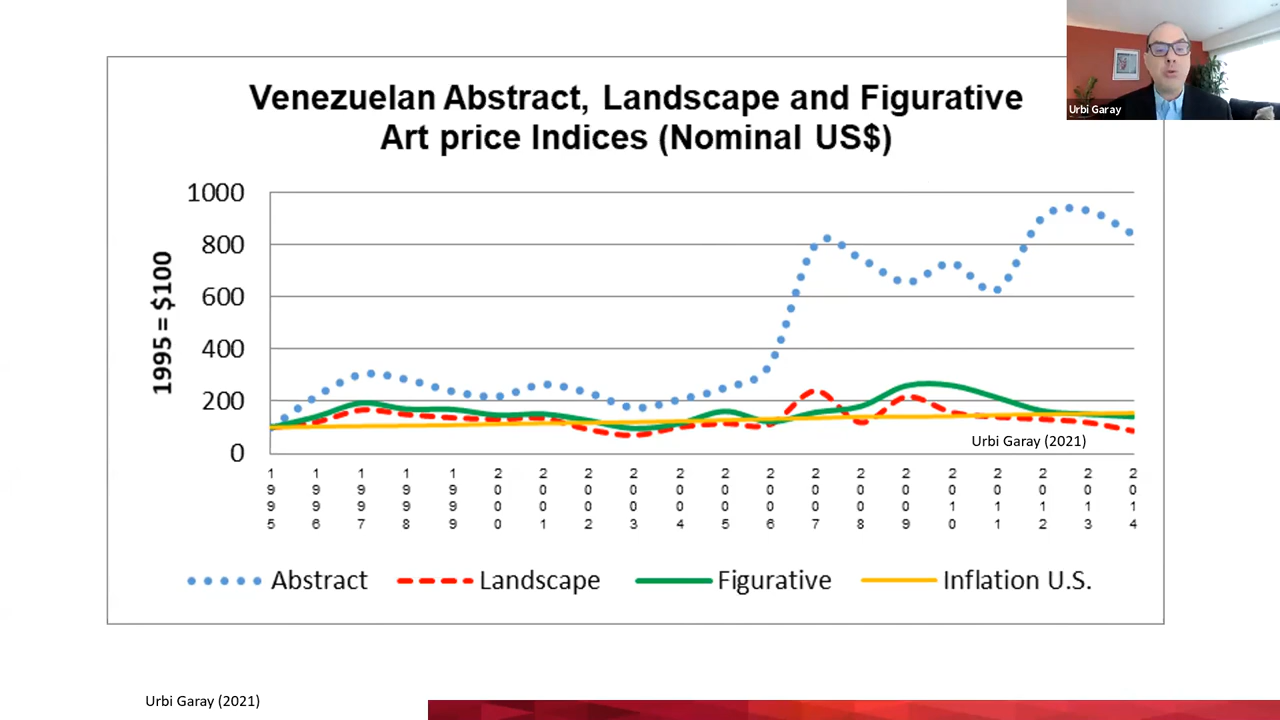 Venezuelan Abstract, Landscape and Figurative
Art price Indices (Nominal US$)
Urbi Garay
1995 = $100
1000
800
600
400
200
0
Urbi Garay (2021)
1995 1996 1997 1998 1999 2000 2001 2002 2003 2004 2005 2006 2007 2008 2009 2010 2011 2012 2013 2014
Abstract Landscape Figurative Inflation U.S.
Urbi Garay (2021)